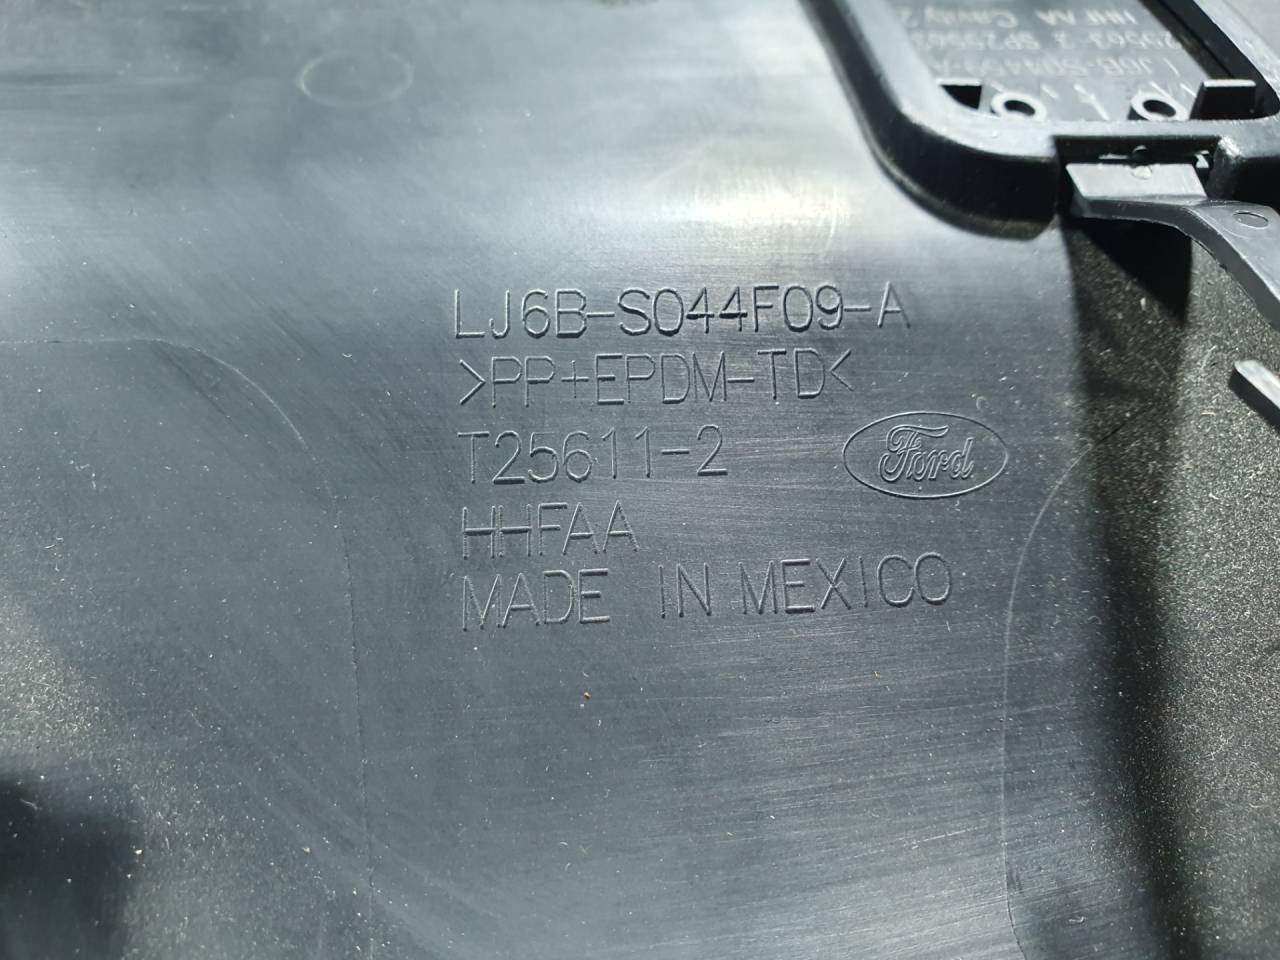 LJ6B-S044F09-A
>PP+EPDM-TD<
T25611-2
Ford
HHFAA
MADE IN MEXICO